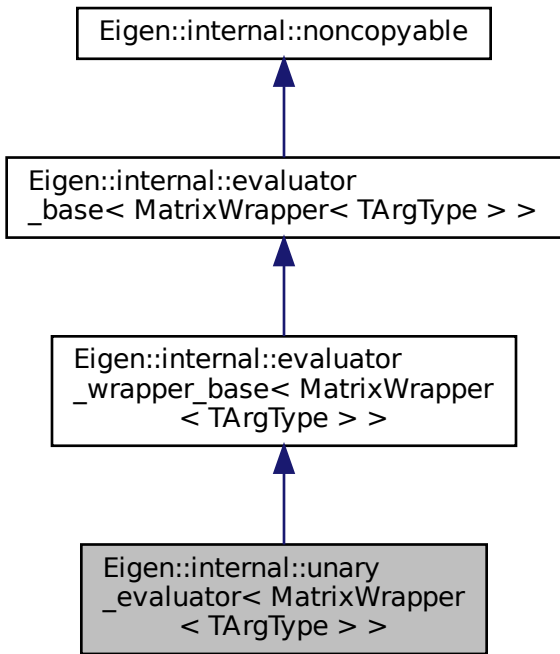 Eigen::internal::noncopyable
Eigen::internal::evaluator
_base< MatrixWrapper< TArgType > >
Eigen::internal::evaluator
_wrapper_base< MatrixWrapper
< TArgType > >
Eigen::internal::unary
_evaluator< MatrixWrapper
< TArgType > >